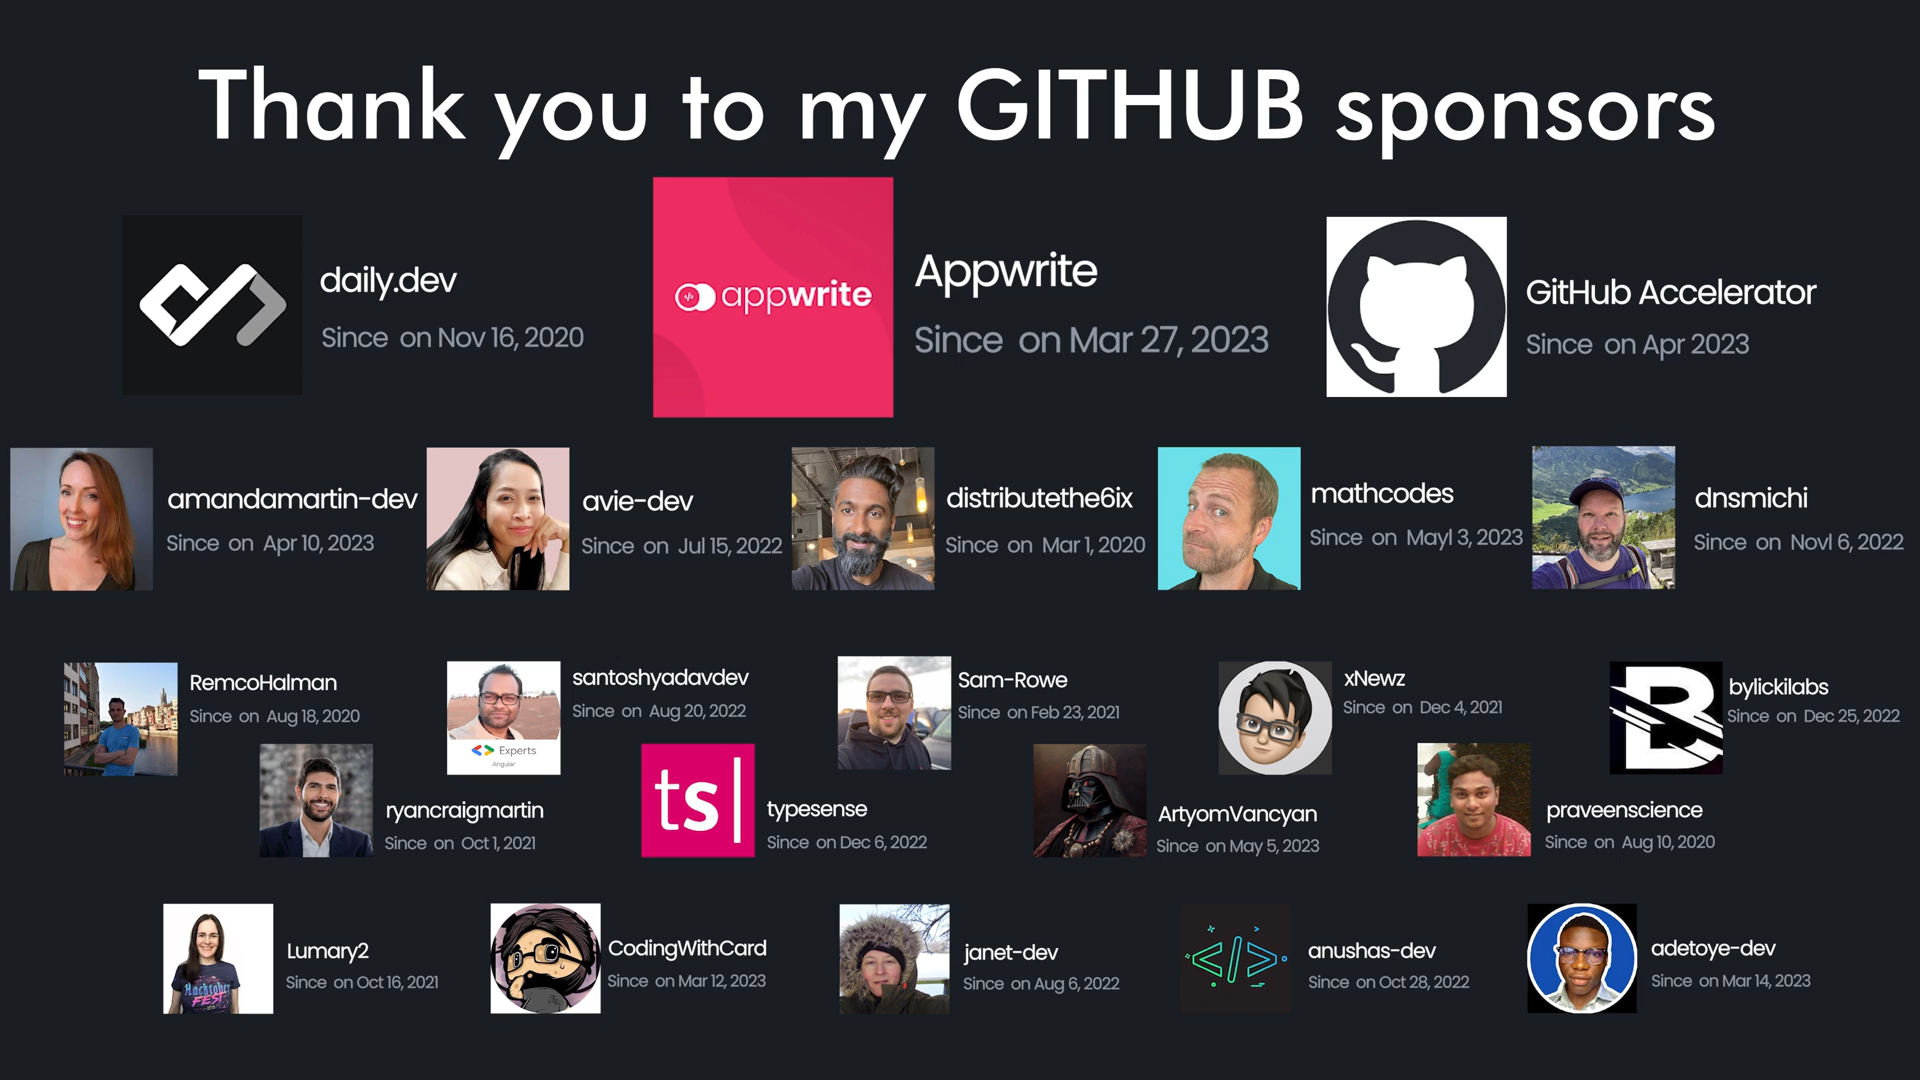 Thank you to my GITHUB sponsors
daily.dev
Since on Nov 16, 2020
appwrite
Appwrite
Since on Mar 27, 2023
GitHub Accelerator
Since on Apr 2023
amandamartin-dev
Since on Apr 10, 2023
avie-dev
Since on Jul 15, 2022
distributethe6ix
Since on Mar 1, 2020
mathcodes
Since on Mayl 3, 2023
dnsmichi
Since on Novl 6, 2022
RemcoHalman
Since on Aug 18, 2020
Experts
Angular
santoshyadavdev
Since on Aug 20, 2022
Sam-Rowe
Since on Feb 23, 2021
xNewz
Since on Dec 4, 2021
B
bylickilabs
Since on Dec 25, 2022
ryancraigmartin
Since on Oct 1, 2021
ts|
typesense
Since on Dec 6, 2022
ArtyomVancyan
Since on May 5, 2023
praveenscience
Since on Aug 10, 2020
Hacktober
FEST
Lumary2
Since on Oct 16, 2021
CodingWithCard
Since on Mar 12, 2023
janet-dev
Since on Aug 6, 2022
</>
anushas-dev
Since on Oct 28, 2022
adetoye-dev
Since on Mar 14, 2023